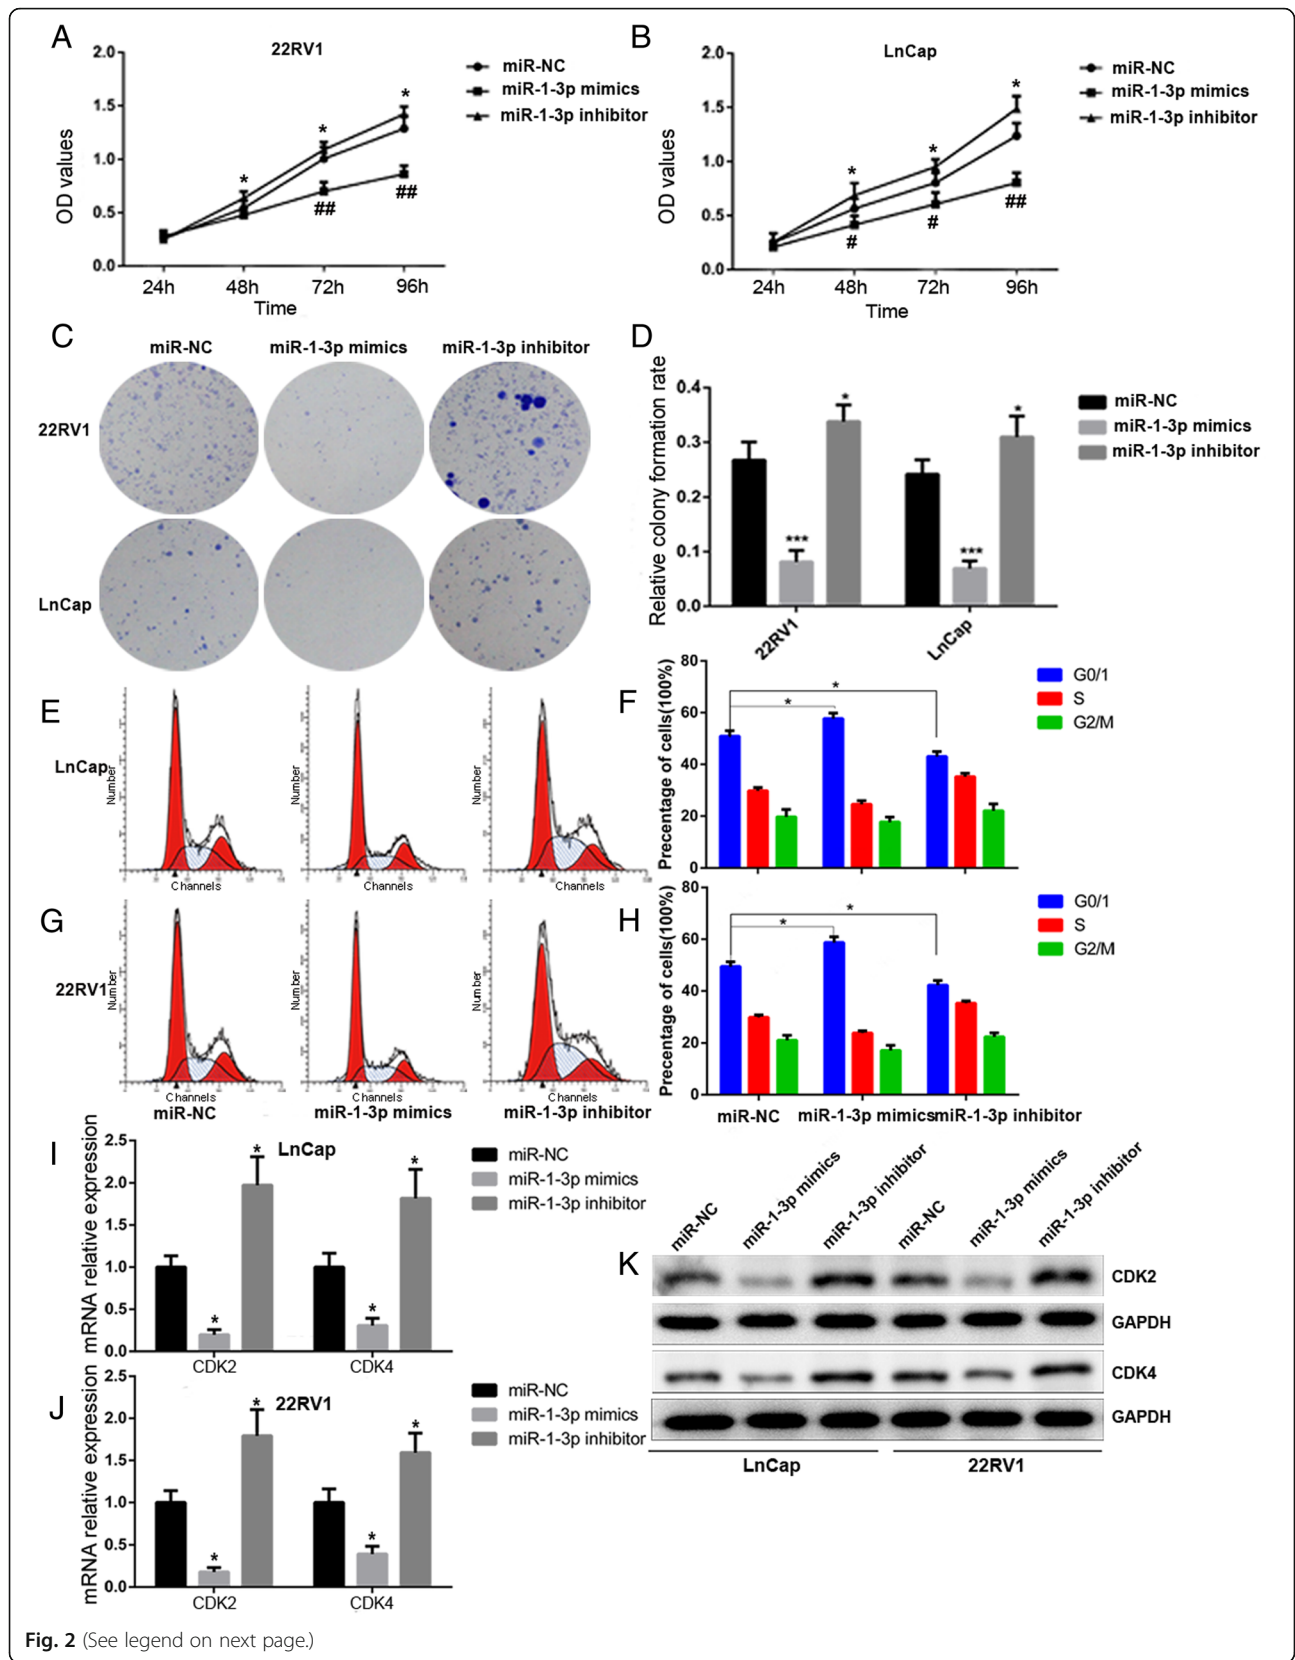 A
22RV1
2.0
1.5
1.0
0.5
0.0
OD values
24h 48h 72h 96h
Time
* * *
## ##
miR-NC
miR-1-3p mimics
miR-1-3p inhibitor
B
LnCap
2.0
1.5
1.0
0.5
0.0
OD values
24h 48h 72h 96h
Time
* * *
# # ##
miR-NC
miR-1-3p mimics
miR-1-3p inhibitor
C
miR-NC miR-1-3p mimics miR-1-3p inhibitor
22RV1
LnCap
D
Relative colony formation rate
0.4
0.3
0.2
0.1
0.0
*** *
*** *
22RV1 LnCap
miR-NC
miR-1-3p mimics
miR-1-3p inhibitor
E
LnCap
Number Number Number
Channels Channels Channels
F
Precentage of cells(100%)
80
60
40
20
0
*
*
G0/1
S
G2/M
G
22RV1
Number Number Number
Channels Channels Channels
miR-NC miR-1-3p mimics miR-1-3p inhibitor
H
Precentage of cells(100%)
80
60
40
20
0
*
*
G0/1
S
G2/M
miR-NC miR-1-3p mimics miR-1-3p inhibitor
I
LnCap
mRNA relative expression
2.5
2.0
1.5
1.0
0.5
0.0
* * * *
CDK2 CDK4
miR-NC
miR-1-3p mimics
miR-1-3p inhibitor
J
22RV1
mRNA relative expression
2.5
2.0
1.5
1.0
0.5
0.0
* * * *
CDK2 CDK4
miR-NC
miR-1-3p mimics
miR-1-3p inhibitor
K
miR-NC miR-1-3p mimics miR-1-3p inhibitor miR-NC miR-1-3p mimics miR-1-3p inhibitor
CDK2
GAPDH
CDK4
GAPDH
LnCap 22RV1
Fig. 2 (See legend on next page.)